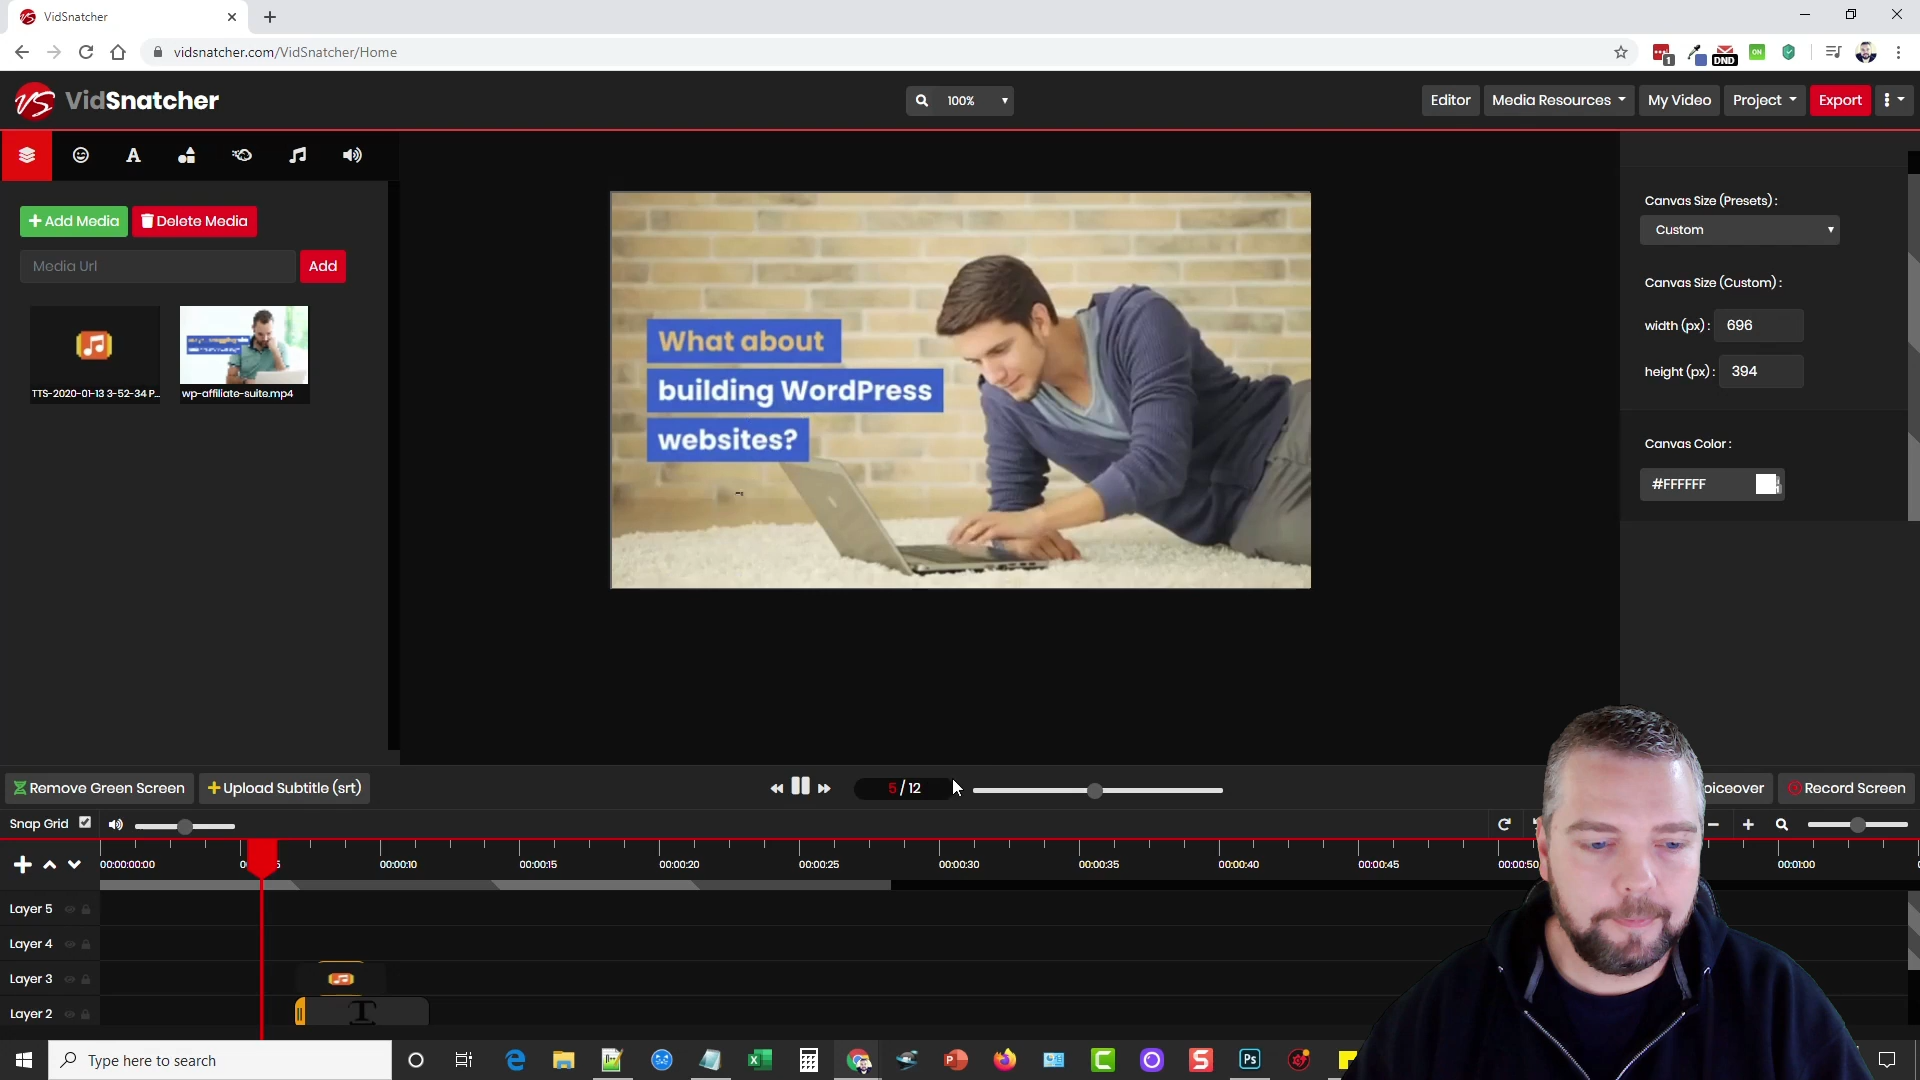 VidSnatcher
vidsnatcher.com/VidSnatcher/Home
1
DND
ON
VS VidSnatcher
100%
Editor
Media Resources
My Video
Project
Export
Add Media
Delete Media
Media Url
Add
TTS-2020-01-13 3-52-34 P...
wp-affiliate-suite.mp4
What about
building WordPress
websites?
Canvas Size (Presets) :
Custom
Canvas Size (Custom) :
width (px) : 696
height (px) : 394
Canvas Color :
#FFFFFF
Remove Green Screen
Upload Subtitle (srt)
5 / 12
oiceover
Record Screen
Snap Grid
00:00:00:00
00:00:10
00:00:15
00:00:20
00:00:25
00:00:30
00:00:35
00:00:40
00:00:45
00:00:50
00:01:00
Layer 5
Layer 4
Layer 3
Layer 2
Type here to search